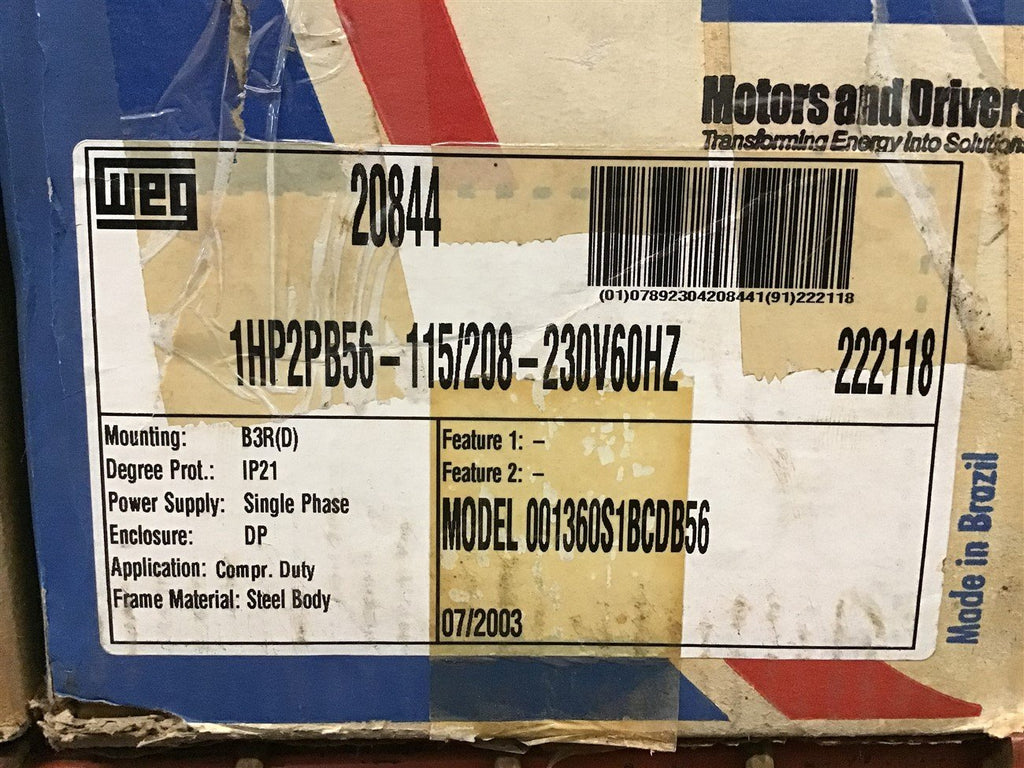 Motors and Drivers
Transforming Energy Into Solutions
WEG
20844
(01)07892304208441(91)222118
1HP2PB56-115/208-230V60HZ
222118
Mounting: B3R(D)
Degree Prot.: IP21
Power Supply: Single Phase
Enclosure: DP
Application: Compr. Duty
Frame Material: Steel Body
Feature 1: -
Feature 2: -
MODEL 001360S1BCDB56
07/2003
Made in Brazil